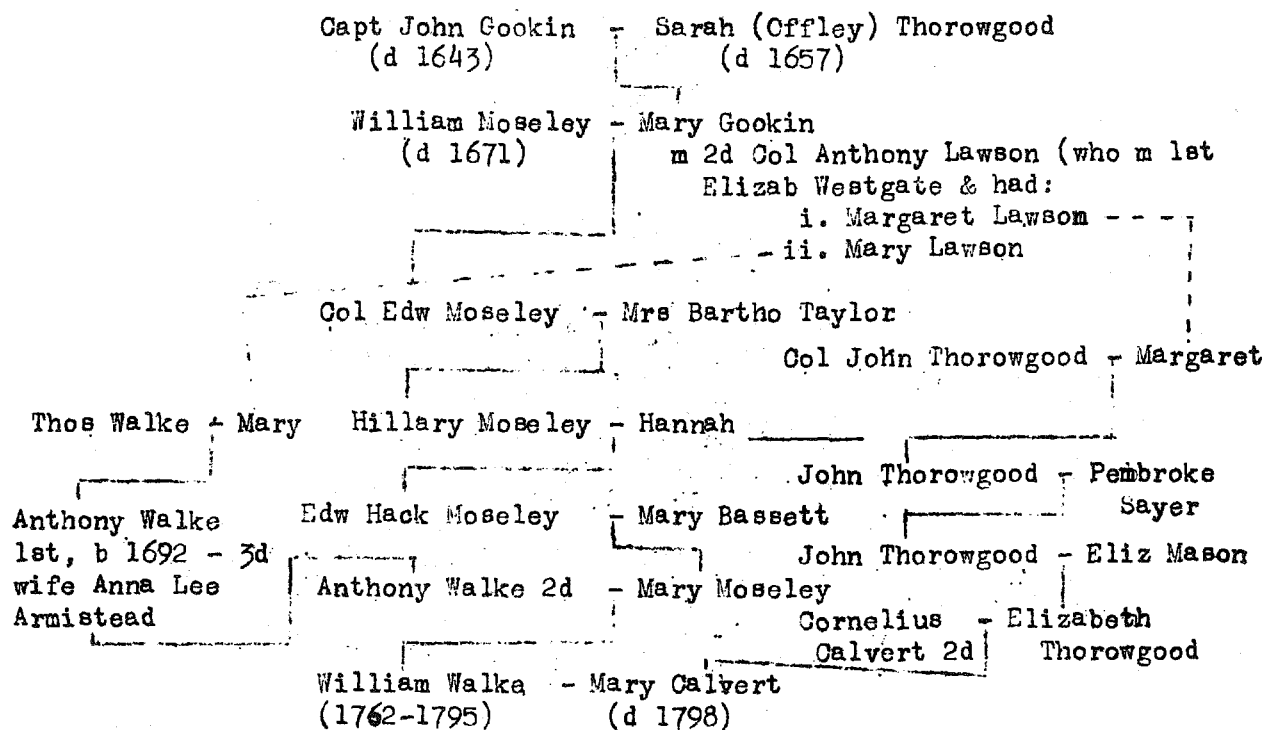 Capt John Gookin - Sarah (Offley) Thorowgood
(d 1643) (d 1657)
William Moseley - Mary Gookin
(d 1671) m 2d Col Anthony Lawson (who m 1st
Elizab Westgate & had:
i. Margaret Lawson - - - -
- ii. Mary Lawson
Col Edw Moseley - Mrs Bartho Taylor
Col John Thorowgood - Margaret
Thos Walke - Mary Hillary Moseley - Hannah
John Thorowgood - Pembroke
Sayer
Anthony Walke Edw Hack Moseley - Mary Bassett
1st, b 1692 - 3d John Thorowgood - Eliz Mason
wife Anna Lee Anthony Walke 2d - Mary Moseley
Armistead Cornelius - Elizabeth
Calvert 2d Thorowgood
William Walke - Mary Calvert
(1762-1795) (d 1798)